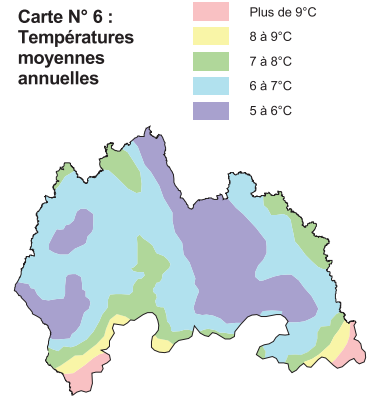 Carte N° 6 :
Températures
moyennes
annuelles
Plus de 9°C
8 à 9°C
7 à 8°C
6 à 7°C
5 à 6°C